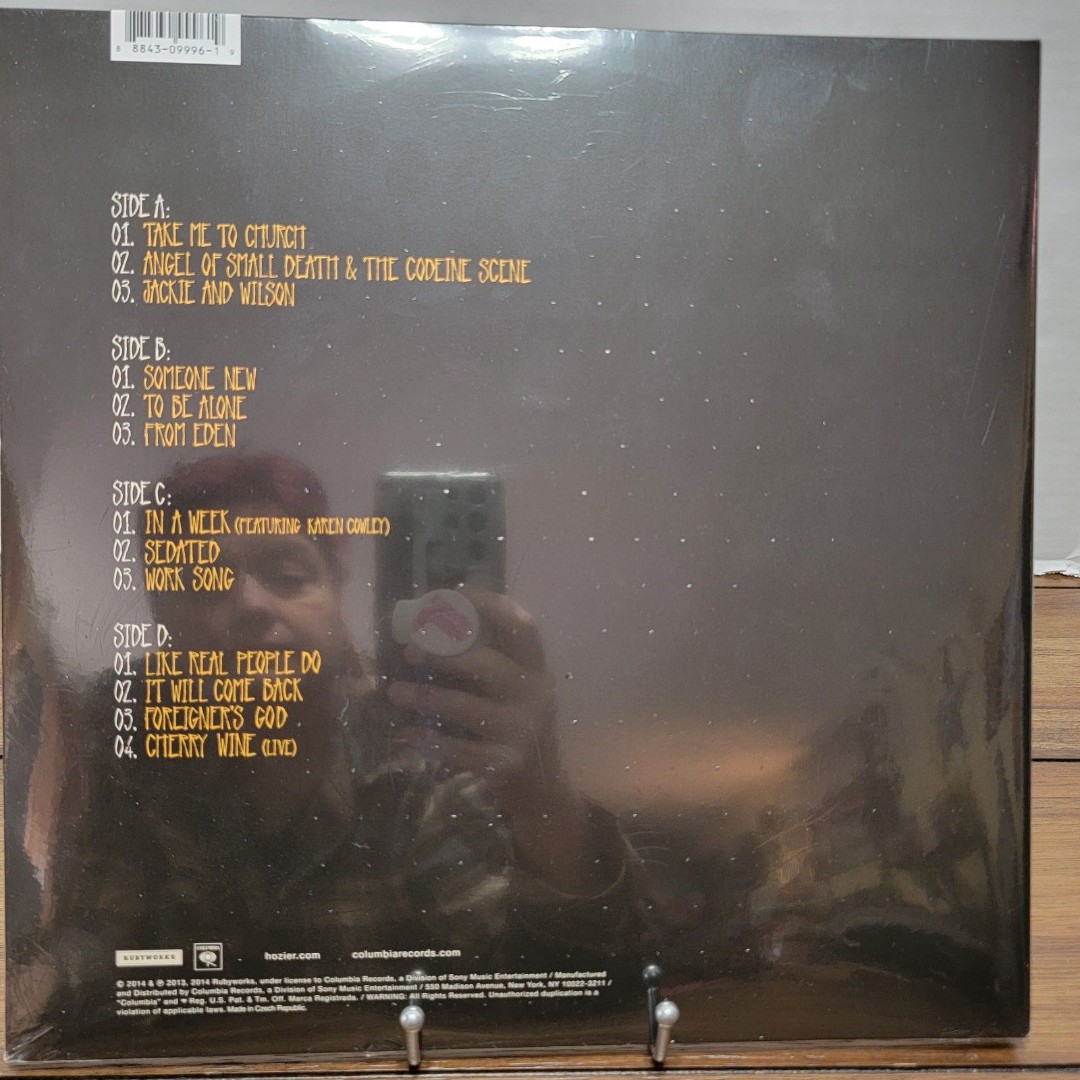 8 8843-09996-1 9
SIDE A:
01. TAKE ME TO CHURCH
02. ANGEL OF SMALL DEATH & THE CODEINE SCENE
03. JACKIE AND WILSON
SIDE B:
01. SOMEONE NEW
02. TO BE ALONE
03. FROM EDEN
SIDE C:
01. IN A WEEK (FEATURING KAREN COWLEY)
02. SEDATED
03. WORK SONG
SIDE D:
01. LIKE REAL PEOPLE DO
02. IT WILL COME BACK
03. FOREIGNER'S GOD
04. CHERRY WINE (LIVE)
RUBYWORKS COLUMBIA hozier.com columbiarecords.com
© 2014 & ℗ 2013, 2014 Rubyworks, under license to Columbia Records, a Division of Sony Music Entertainment / Manufactured
and Distributed by Columbia Records, a Division of Sony Music Entertainment / 550 Madison Avenue, New York, NY 10022-3211 /
"Columbia" and Reg. U.S. Pat. & Tm. Off. Marca Registrada. / WARNING: All Rights Reserved. Unauthorized duplication is a
violation of applicable laws. Made in Czech Republic.